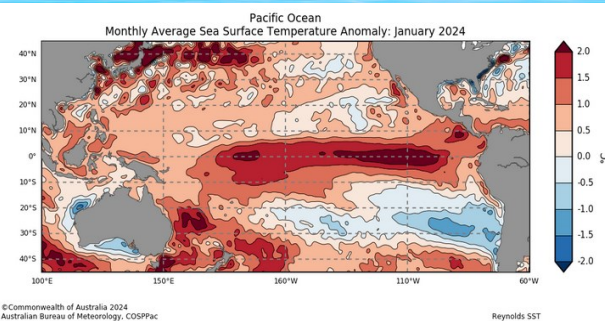 Pacific Ocean
Monthly Average Sea Surface Temperature Anomaly: January 2024
40°N
30°N
20°N
10°N
0°
10°S
20°S
30°S
40°S
100°E 150°E 160°W 110°W 60°W
2.0
1.5
1.0
0.5
0.0
-0.5
-1.0
-1.5
-2.0
©Commonwealth of Australia 2024
Australian Bureau of Meteorology, COSPPac
Reynolds SST